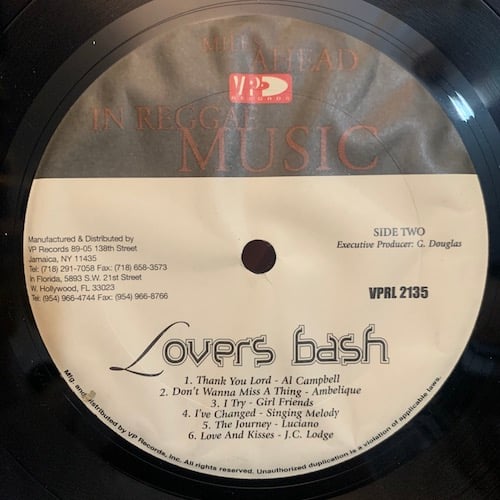 MILES AHEAD
VP
RECORDS
IN REGGAE
MUSIC
Manufactured & Distributed by
VP Records 89-05 138th Street
Jamaica, NY 11435
Tel: (718) 291-7058 Fax: (718) 658-3573
In Florida, 5893 S.W. 21st Street
W. Hollywood, FL 33023
Tel: (954) 966-4744 Fax: (954) 966-8766
SIDE TWO
Executive Producer: G. Douglas
VPRL 2135
Lovers bash
1. Thank You Lord - Al Campbell
2. Don't Wanna Miss A Thing - Ambelique
3. I Try - Girl Friends
4. I've Changed - Singing Melody
5. The Journey - Luciano
6. Love And Kisses - J.C. Lodge
Mfg. and distributed by VP Records, Inc. All rights reserved. Unauthorized duplication is a violation of applicable laws.